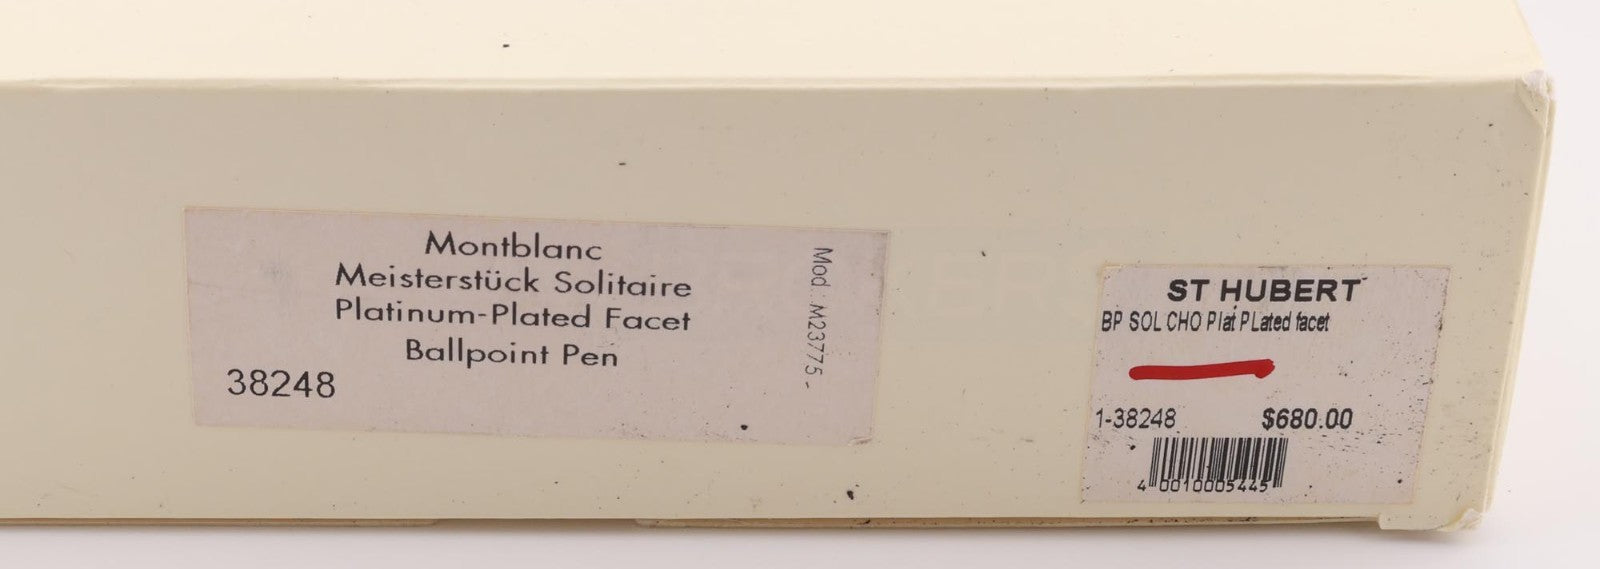 Montblanc
Meisterstück Solitaire
Platinum-Plated Facet
Ballpoint Pen
38248
Mod.: M23775.-
ST HUBERT
BP SOL CHO Plat PLated facet
1-38248 $680.00
4 0010005445